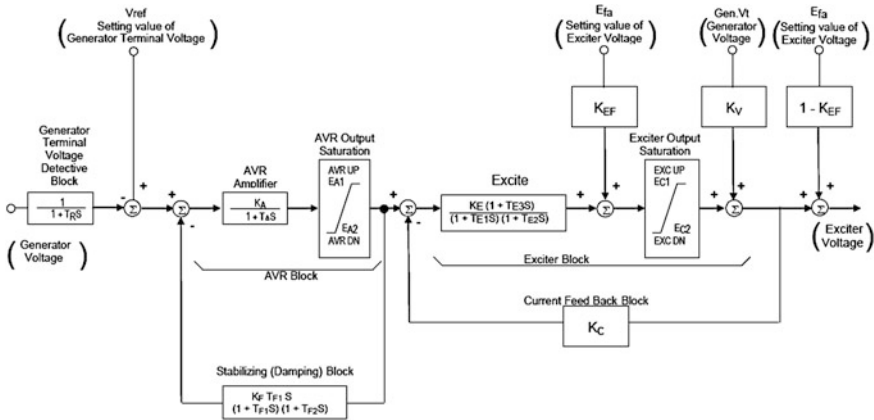 Vref
( Setting value of
Generator Terminal Voltage )
Efa
( Setting value of
Exciter Voltage )
Gen.Vt
( Generator
Voltage )
Efa
( Setting value of
Exciter Voltage )
KEF
KV
1 - KEF
Generator
Terminal
Voltage
Detective
Block
AVR
Amplifier
AVR Output
Saturation
Excite
Exciter Output
Saturation
1
1 + TRS
- Σ +
+ Σ -
KA
1 + TaS
AVR UP
EA1
EA2
AVR DN
+ Σ -
KE (1 + TE3S)
(1 + TE1S) (1 + TE2S)
+ Σ +
EXC UP
EC1
EC2
EXC DN
+ Σ +
+ Σ +
( Generator
Voltage )
( Exciter
Voltage )
AVR Block
Exciter Block
Current Feed Back Block
KC
Stabilizing (Damping) Block
KF TF1 S
(1 + TF1S) (1 + TF2S)